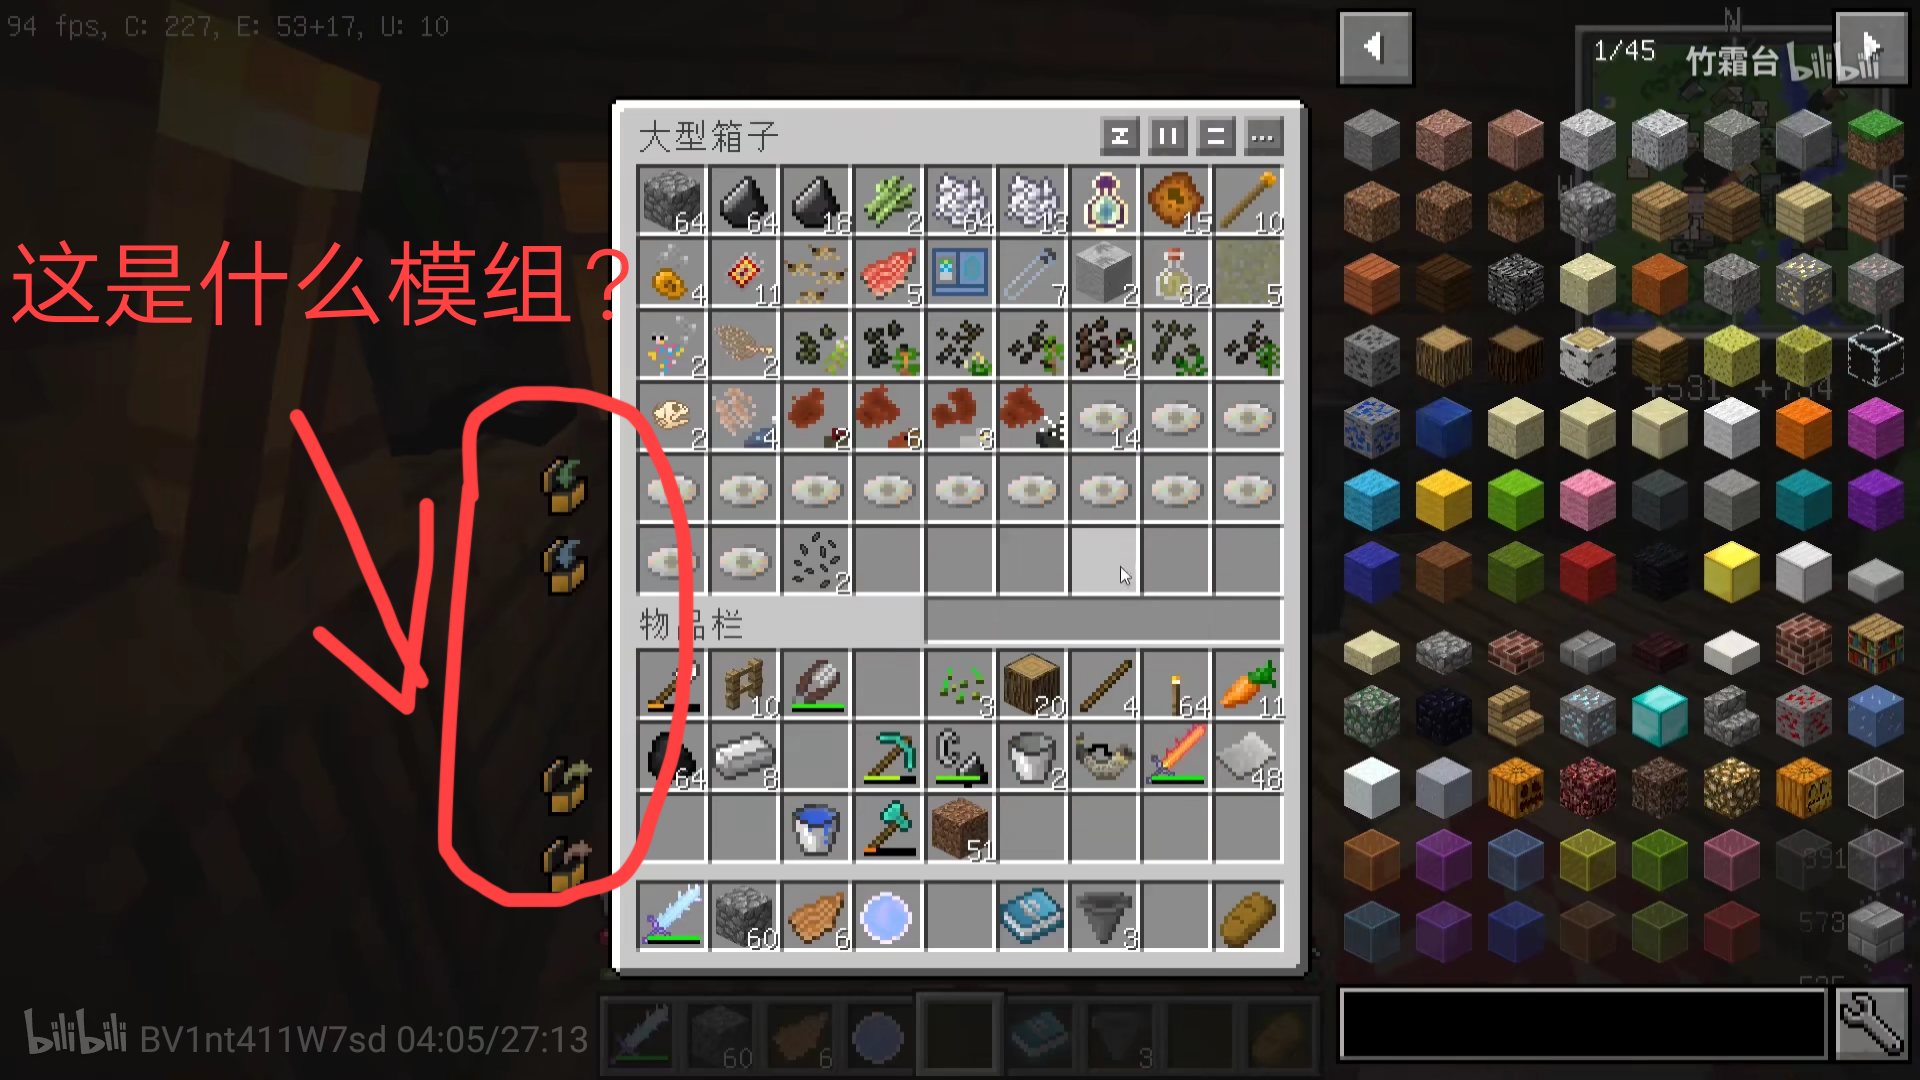 94 fps, C: 227, E: 53+17, U: 10
N
1/45
竹霜台 bilibili
大型箱子
64 64 18 2 64 13 15 10
这是什么模组？
4 11 5 7 2 32 5
2 2 2
+531, +734
2 4 2 6 3 14
2
物品栏
10 3 20 4 64 11
64 8 2 48
51
891
60 6 3
573
bilibili BV1nt411W7sd 04:05/27:13
60 6 3